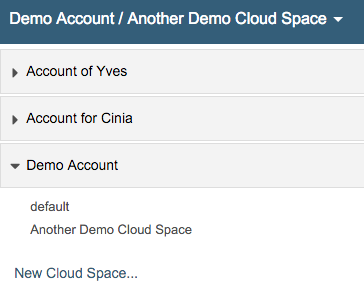 Demo Account / Another Demo Cloud Space
Account of Yves
Account for Cinia
Demo Account
default
Another Demo Cloud Space
New Cloud Space...